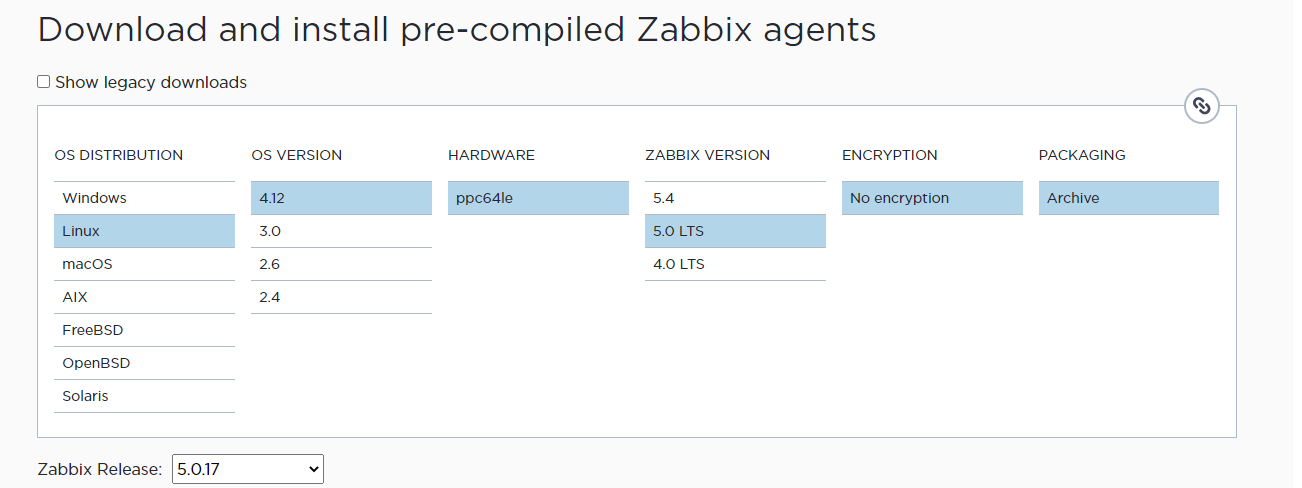 Download and install pre-compiled Zabbix agents
Show legacy downloads
OS DISTRIBUTION OS VERSION HARDWARE ZABBIX VERSION ENCRYPTION PACKAGING
Windows 4.12 ppc64le 5.4 No encryption Archive
Linux 3.0 5.0 LTS
macOS 2.6 4.0 LTS
AIX 2.4
FreeBSD
OpenBSD
Solaris
Zabbix Release: 5.0.17